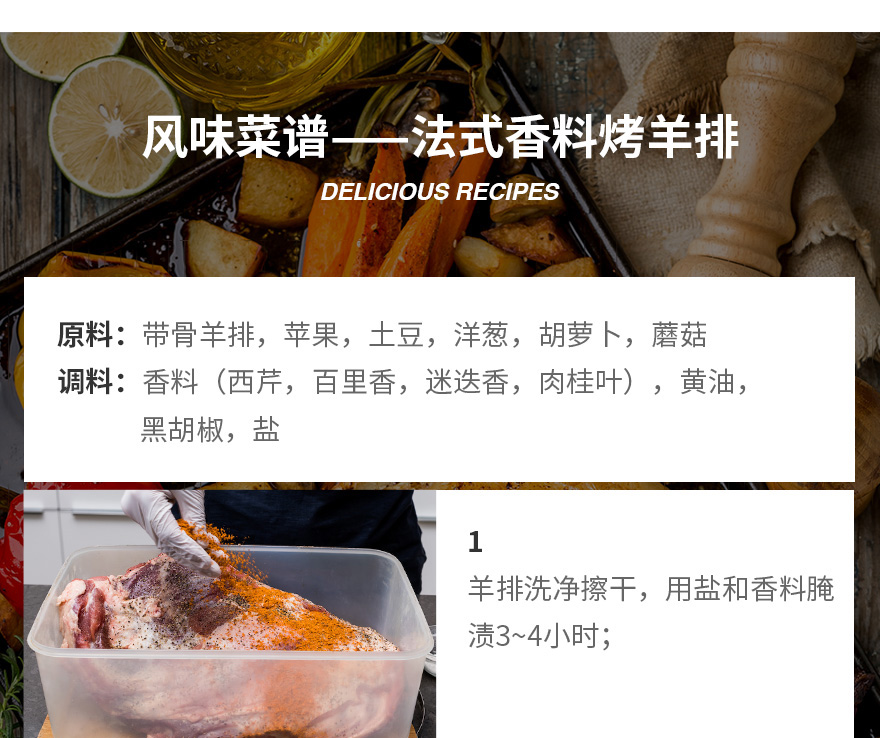 风味菜谱——法式香料烤羊排
DELICIOUS RECIPES
原料：带骨羊排，苹果，土豆，洋葱，胡萝卜，蘑菇
调料：香料（西芹，百里香，迷迭香，肉桂叶），黄油，
黑胡椒，盐
1
羊排洗净擦干，用盐和香料腌
渍3~4小时；